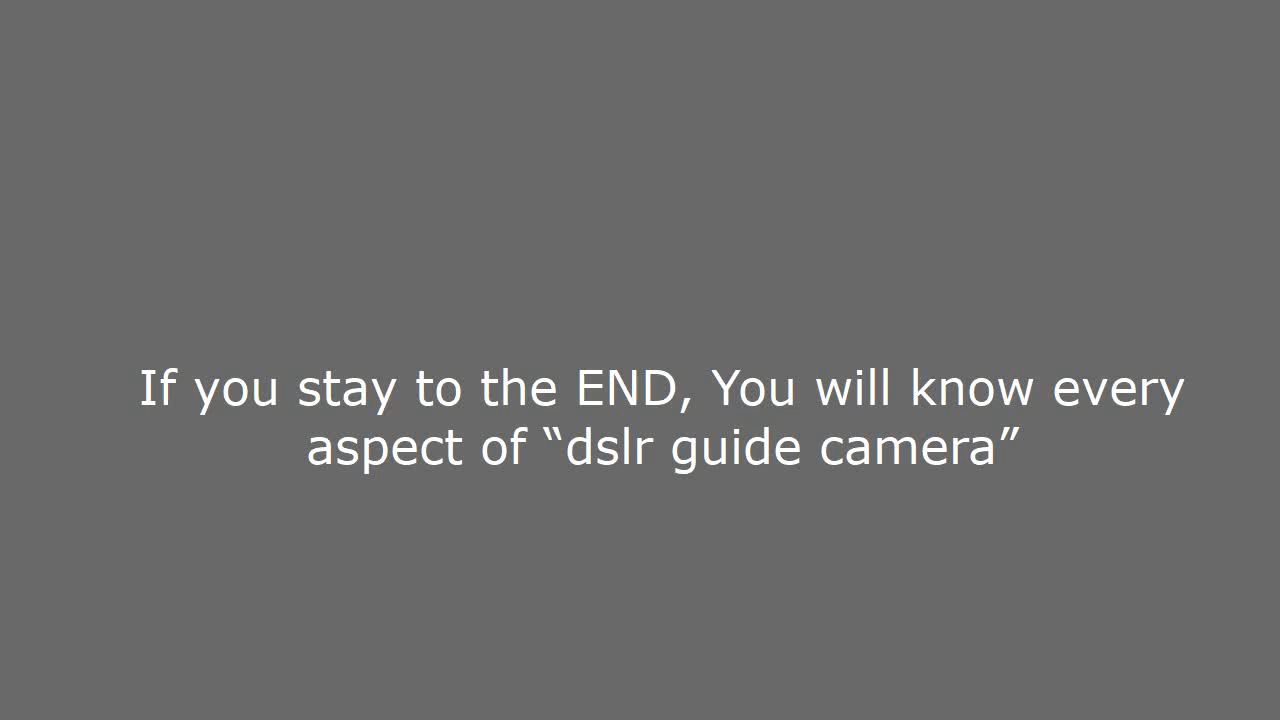 If you stay to the END, You will know every
aspect of “dslr guide camera”